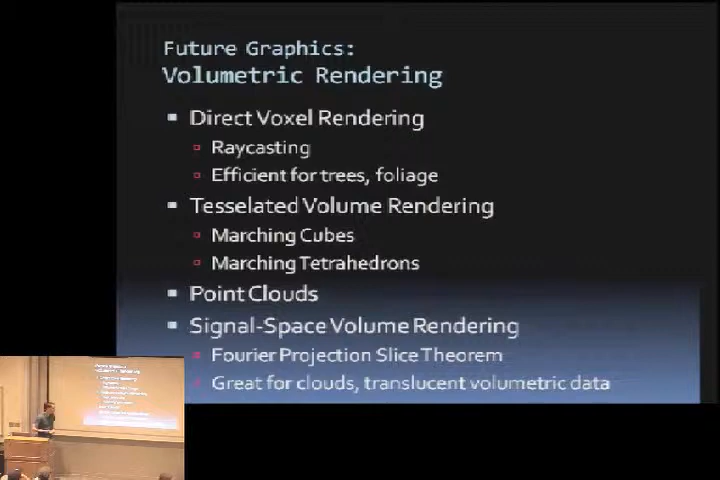 Future Graphics:
Volumetric Rendering
Direct Voxel Rendering
Raycasting
Efficient for trees, foliage
Tesselated Volume Rendering
Marching Cubes
Marching Tetrahedrons
Point Clouds
Signal-Space Volume Rendering
Fourier Projection Slice Theorem
Great for clouds, translucent volumetric data